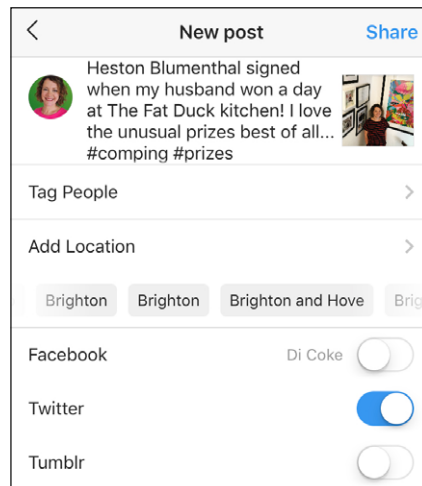 New post
Share
Heston Blumenthal signed
when my husband won a day
at The Fat Duck kitchen! I love
the unusual prizes best of all...
#comping #prizes
Tag People
Add Location
Brighton
Brighton
Brighton and Hove
Brig
Facebook
Di Coke
Twitter
Tumblr